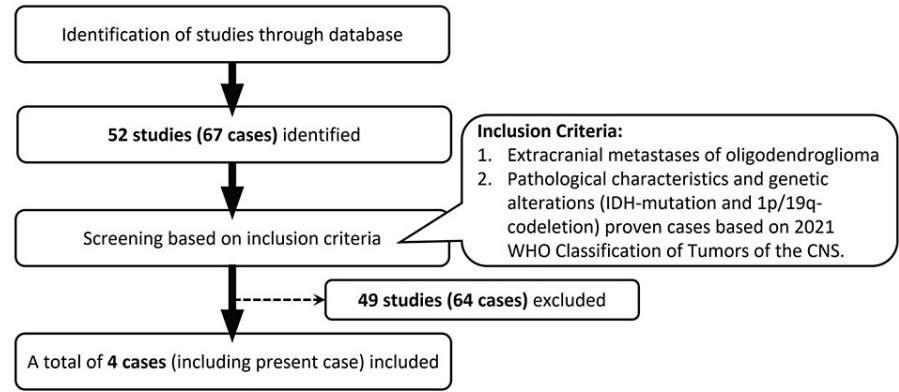 Identification of studies through database
52 studies (67 cases) identified
Inclusion Criteria:
1. Extracranial metastases of oligodendroglioma
2. Pathological characteristics and genetic
alterations (IDH-mutation and 1p/19q-
codeletion) proven cases based on 2021
WHO Classification of Tumors of the CNS.
Screening based on inclusion criteria
49 studies (64 cases) excluded
A total of 4 cases (including present case) included